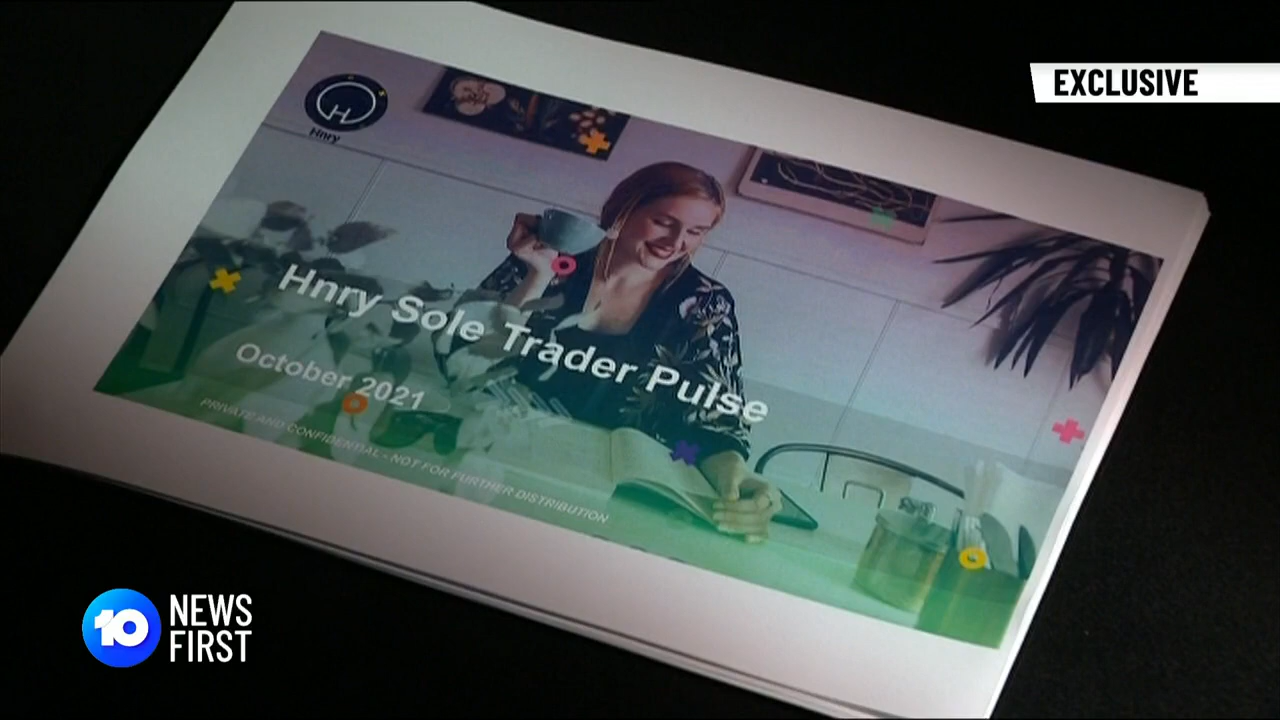 EXCLUSIVE
H
Hnry
Hnry Sole Trader Pulse
October 2021
PRIVATE AND CONFIDENTIAL - NOT FOR FURTHER DISTRIBUTION
10 NEWS
FIRST